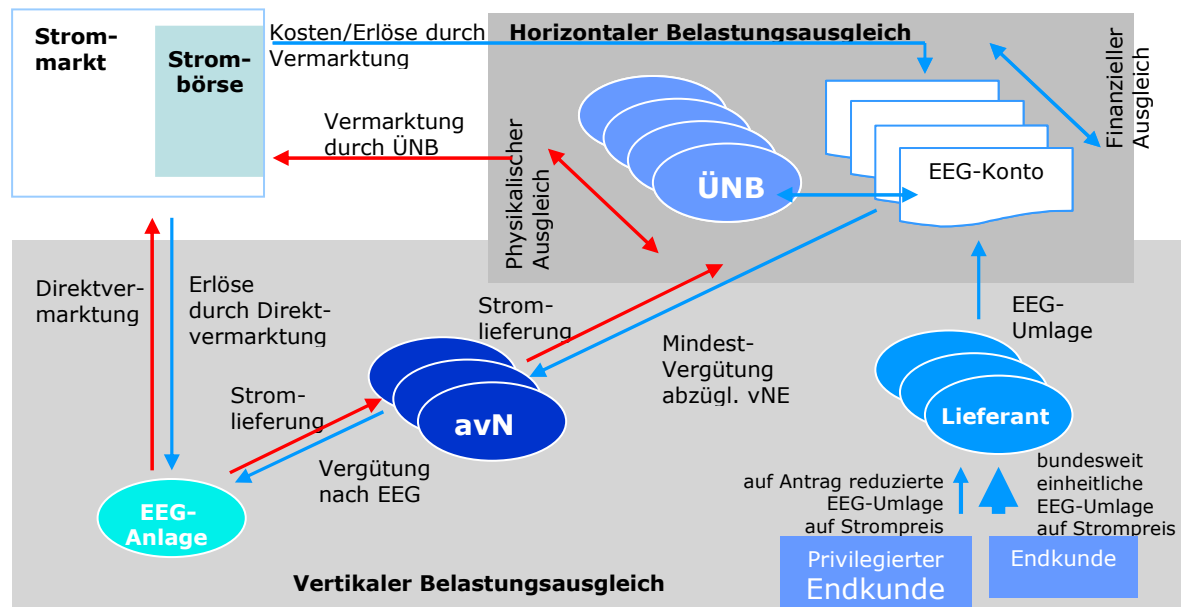 Strom-
markt
Strom-
börse
Kosten/Erlöse durch
Vermarktung
Horizontaler Belastungsausgleich
Finanzieller
Ausgleich
Vermarktung
durch ÜNB
Physikalischer
Ausgleich
ÜNB
EEG-Konto
Direktver-
marktung
Erlöse
durch Direkt-
vermarktung
Strom-
lieferung
Mindest-
Vergütung
abzügl. vNE
EEG-
Umlage
Strom-
lieferung
avN
Lieferant
Vergütung
nach EEG
EEG-
Anlage
auf Antrag reduzierte
EEG-Umlage
auf Strompreis
bundesweit
einheitliche
EEG-Umlage
auf Strompreis
Privilegierter
Endkunde
Endkunde
Vertikaler Belastungsausgleich